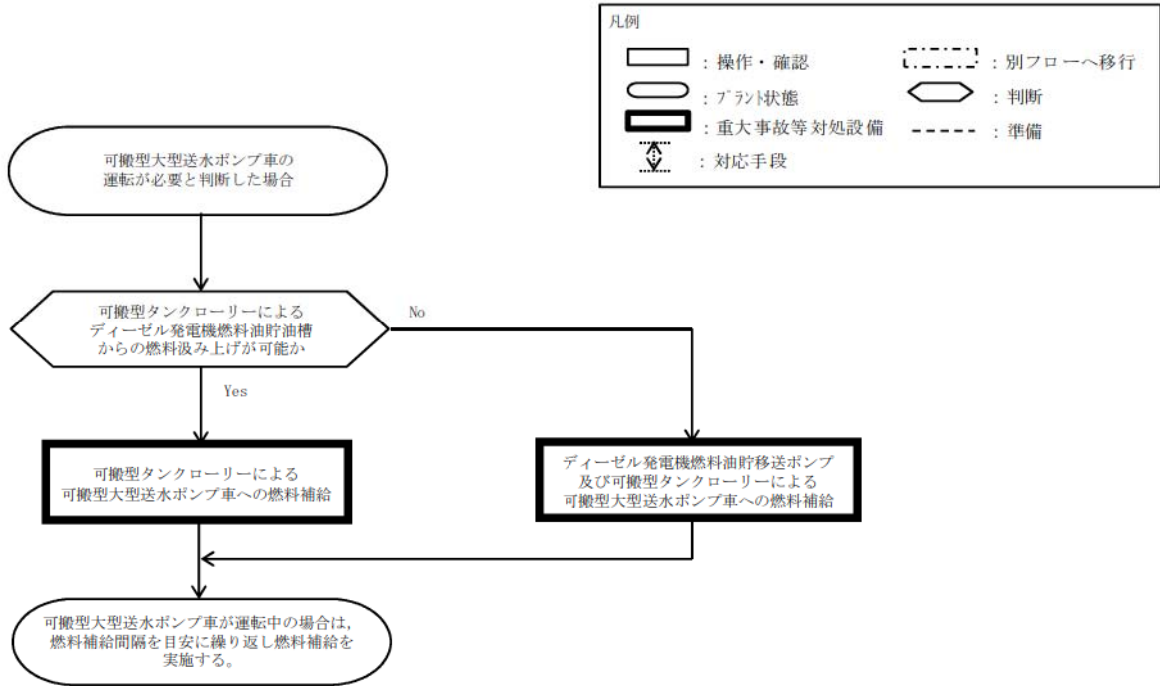 凡例
：操作・確認
：別フローへ移行
：プラント状態
：判断
：重大事故等対処設備
：準備
：対応手段
可搬型大型送水ポンプ車の
運転が必要と判断した場合
可搬型タンクローリーによる
ディーゼル発電機燃料油貯油槽
からの燃料汲み上げが可能か
No
Yes
可搬型タンクローリーによる
可搬型大型送水ポンプ車への燃料補給
ディーゼル発電機燃料油貯移送ポンプ
及び可搬型タンクローリーによる
可搬型大型送水ポンプ車への燃料補給
可搬型大型送水ポンプ車が運転中の場合は，
燃料補給間隔を目安に繰り返し燃料補給を
実施する。